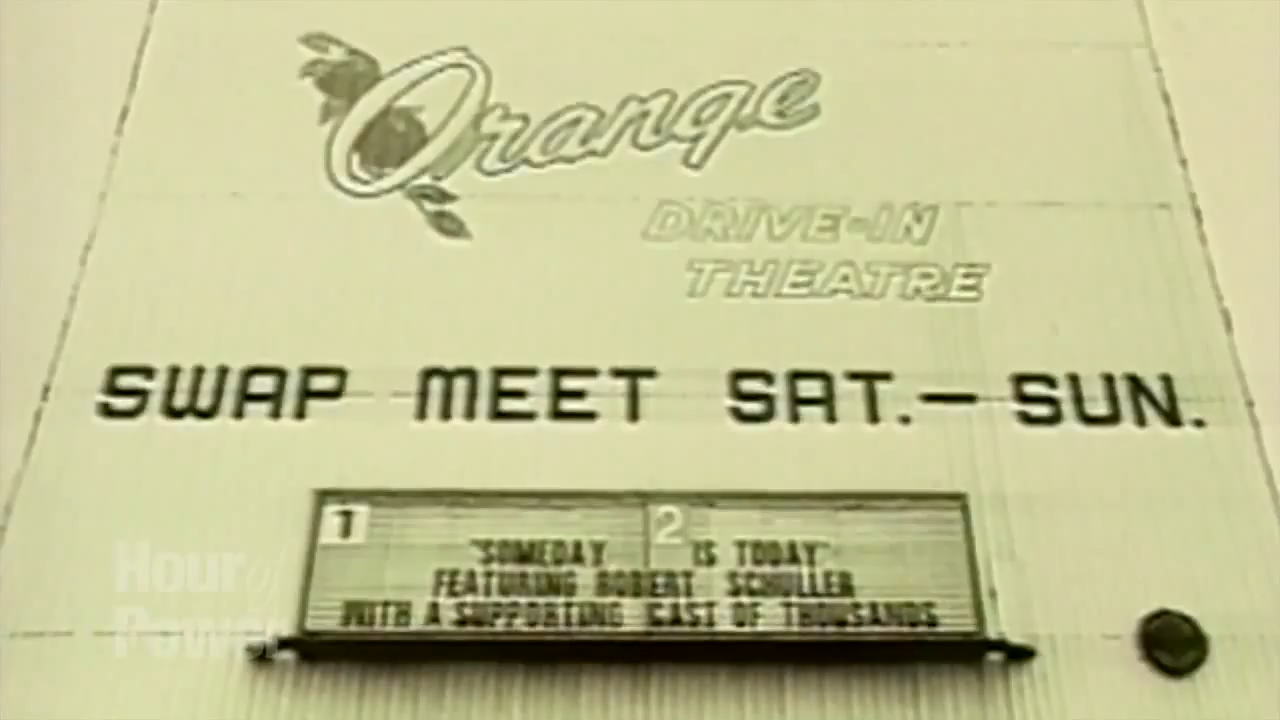 Orange
DRIVE-IN
THEATRE
SWAP MEET SAT.-SUN.
1 2
"SOMEDAY IS TODAY"
FEATURING ROBERT SCHULLER
WITH A SUPPORTING CAST OF THOUSANDS
Hour of
Power